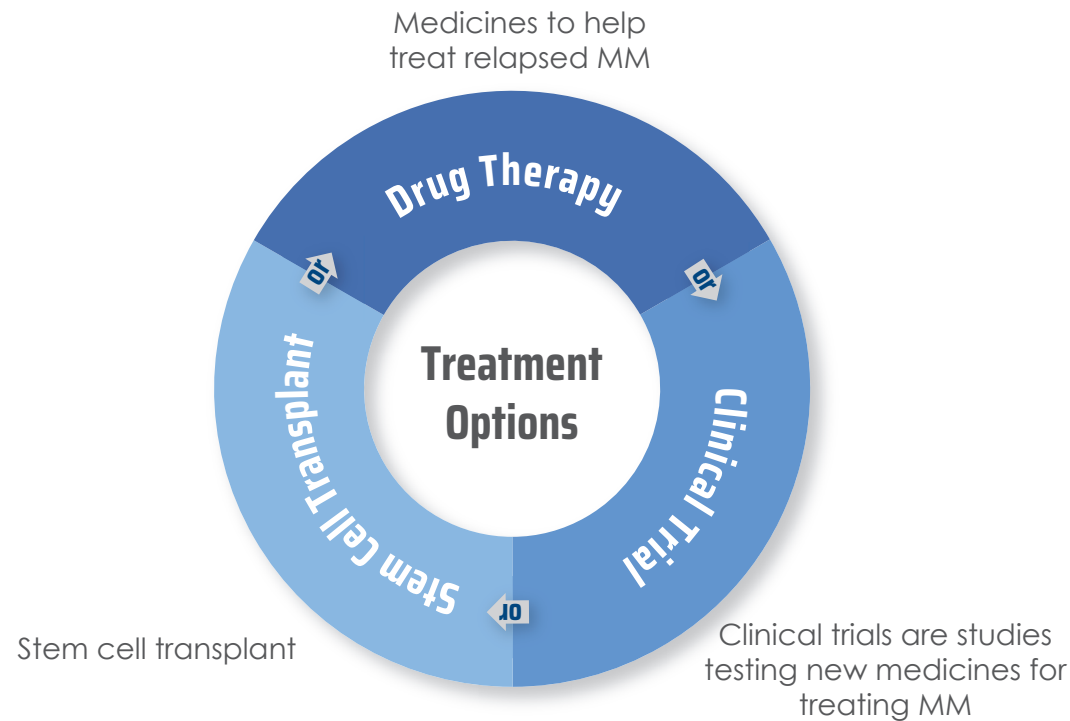 Medicines to help
treat relapsed MM
Drug Therapy
or
or
Treatment
Options
Stem Cell Transplant
Clinical Trial
or
Stem cell transplant
Clinical trials are studies
testing new medicines for
treating MM